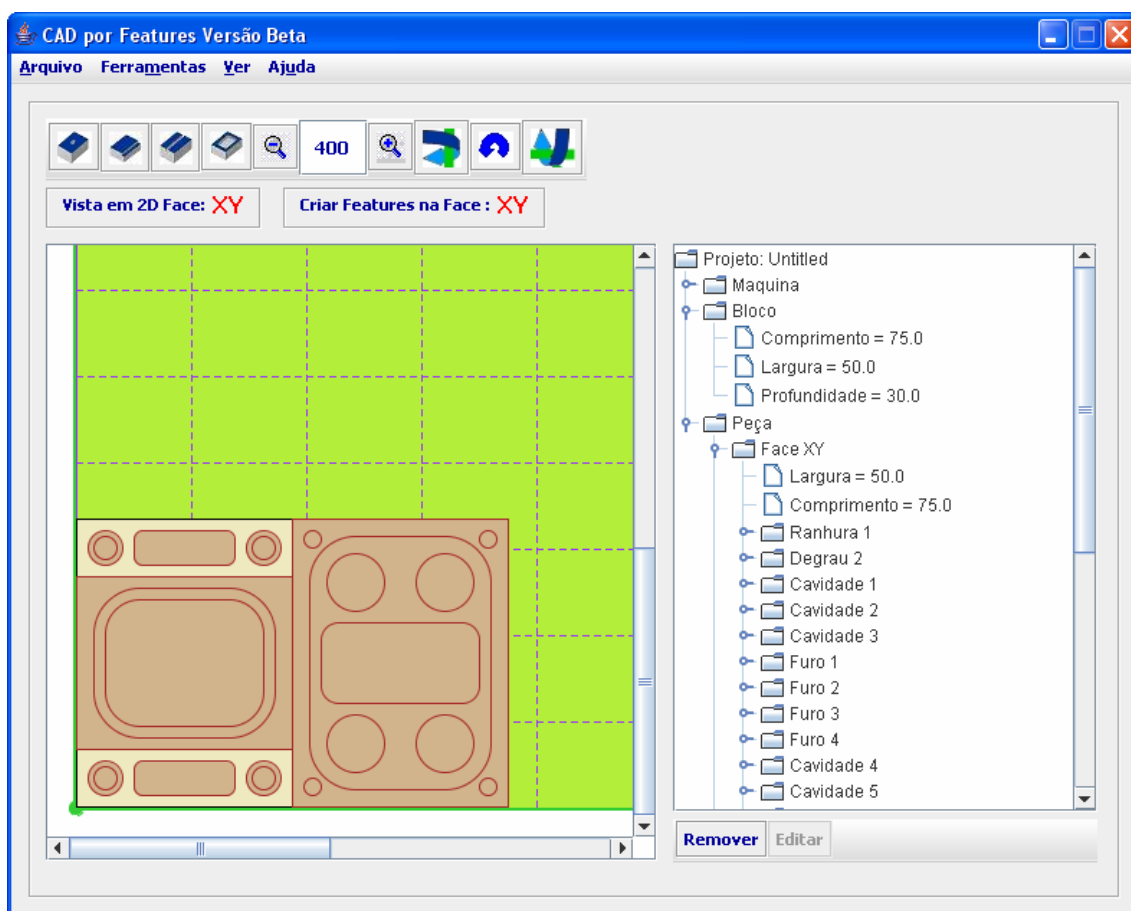 CAD por Features Versão Beta
Arquivo Ferramentas Ver Ajuda
400
Vista em 2D Face: XY Criar Features na Face : XY
Projeto: Untitled
Maquina
Bloco
Comprimento = 75.0
Largura = 50.0
Profundidade = 30.0
Peça
Face XY
Largura = 50.0
Comprimento = 75.0
Ranhura 1
Degrau 2
Cavidade 1
Cavidade 2
Cavidade 3
Furo 1
Furo 2
Furo 3
Furo 4
Cavidade 4
Cavidade 5
Remover Editar